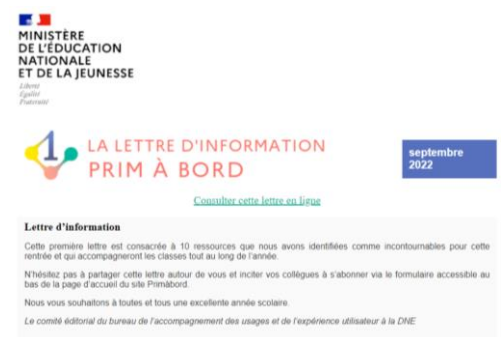 MINISTÈRE
DE L'ÉDUCATION
NATIONALE
ET DE LA JEUNESSE
Liberté
Égalité
Fraternité
1
LA LETTRE D'INFORMATION
PRIM À BORD
septembre
2022
Consulter cette lettre en ligne
Lettre d'information
Cette première lettre est consacrée à 10 ressources que nous avons identifiées comme incontournables pour cette
rentrée et qui accompagneront les classes tout au long de l'année.
N'hésitez pas à partager cette lettre autour de vous et inciter vos collègues à s'abonner via le formulaire accessible au
bas de la page d'accueil du site Primàbord.
Nous vous souhaitons à toutes et tous une excellente année scolaire.
Le comité éditorial du bureau de l'accompagnement des usages et de l'expérience utilisateur à la DNE